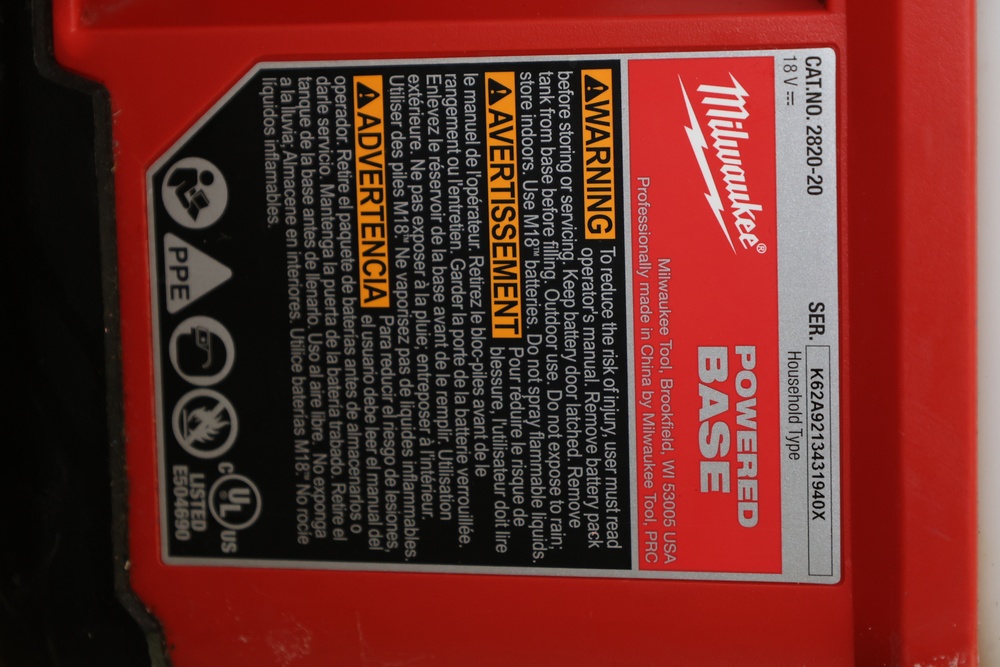 CAT.NO. 2820-20
18 V ⎓
SER. K62A9213431940X
Household Type
Milwaukee®
POWERED
BASE
Milwaukee Tool, Brookfield, WI 53005 USA
Professionally made in China by Milwaukee Tool, PRC
WARNING To reduce the risk of injury, user must read
operator's manual. Remove battery pack
before storing or servicing. Keep battery door latched. Remove
tank from base before filling. Outdoor use. Do not expose to rain;
store indoors. Use M18™ batteries. Do not spray flammable liquids.
AVERTISSEMENT Pour réduire le risque de
blessure, l'utilisateur doit lire
le manuel de l'opérateur. Retirez le bloc-piles avant de le
rangement ou l'entretien. Garder la porte de la batterie verrouillée.
Enlevez le réservoir de la base avant de le remplir. Utilisation
extérieure. Ne pas exposer à la pluie; entreposer à l'intérieur.
Utiliser des piles M18™ Ne vaporisez pas de liquides inflammables.
ADVERTENCIA Para reducir el riesgo de lesiones,
el usuario debe leer el manual del
operador. Retire el paquete de baterías antes de almacenarlo o
darle servicio. Mantenga la puerta de la batería trabado. Retire el
tanque de la base antes de llenarlo. Uso al aire libre. No exponga
a la lluvia, Almacene en interiores. Utilice baterías M18™ No rocíe
líquidos inflamables.
PPE
C UL US
LISTED
E504690